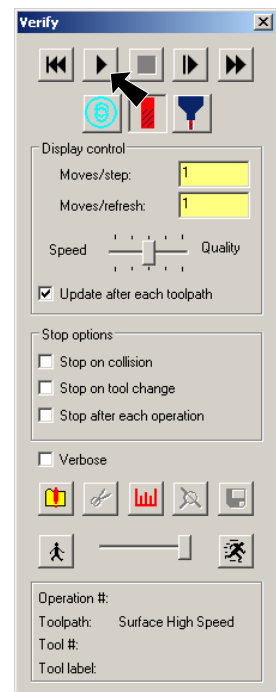 Verify
Display control
Moves/step: 1
Moves/refresh: 1
Speed Quality
Update after each toolpath
Stop options
Stop on collision
Stop on tool change
Stop after each operation
Verbose
Operation #:
Toolpath: Surface High Speed
Tool #:
Tool label: